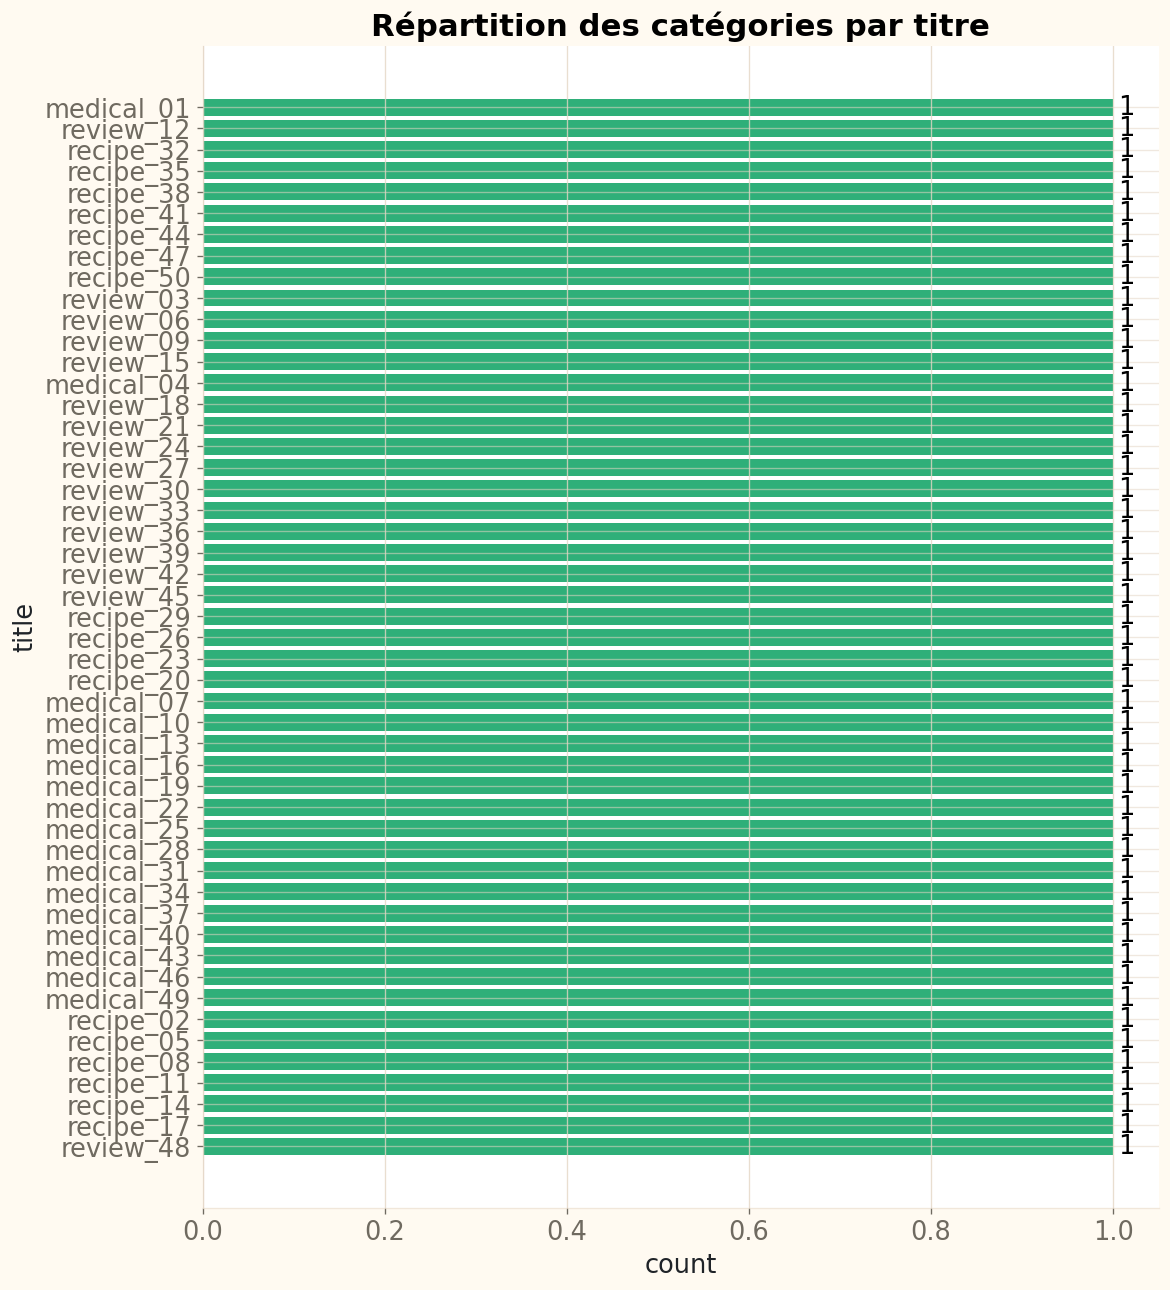 Répartition des catégories par titre
medical_01 1
review_12 1
recipe_32 1
recipe_35 1
recipe_38 1
recipe_41 1
recipe_44 1
recipe_47 1
recipe_50 1
review_03 1
review_06 1
review_09 1
review_15 1
medical_04 1
review_18 1
review_21 1
review_24 1
review_27 1
review_30 1
review_33 1
review_36 1
review_39 1
review_42 1
review_45 1
recipe_29 1
recipe_26 1
recipe_23 1
recipe_20 1
medical_07 1
medical_10 1
medical_13 1
medical_16 1
medical_19 1
medical_22 1
medical_25 1
medical_28 1
medical_31 1
medical_34 1
medical_37 1
medical_40 1
medical_43 1
medical_46 1
medical_49 1
recipe_02 1
recipe_05 1
recipe_08 1
recipe_11 1
recipe_14 1
recipe_17 1
review_48 1
title
0.0 0.2 0.4 0.6 0.8 1.0
count